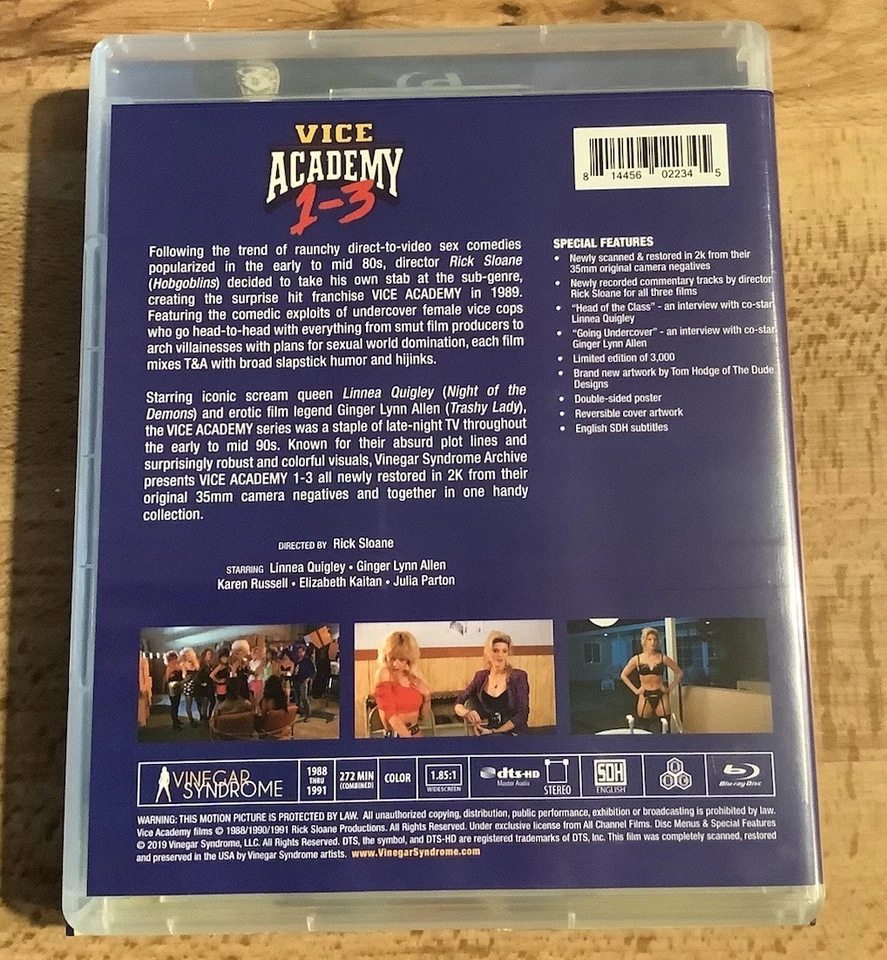 VICE
ACADEMY
1-3
8 14456 02234 5
Following the trend of raunchy direct-to-video sex comedies
popularized in the early to mid 80s, director Rick Sloane
(Hobgoblins) decided to take his own stab at the sub-genre,
creating the surprise hit franchise VICE ACADEMY in 1989.
Featuring the comedic exploits of undercover female vice cops
who go head-to-head with everything from smut film producers to
arch villainesses with plans for sexual world domination, each film
mixes T&A with broad slapstick humor and hijinks.
Starring iconic scream queen Linnea Quigley (Night of the
Demons) and erotic film legend Ginger Lynn Allen (Trashy Lady),
the VICE ACADEMY series was a staple of late-night TV throughout
the early to mid 90s. Known for their absurd plot lines and
surprisingly robust and colorful visuals, Vinegar Syndrome Archive
presents VICE ACADEMY 1-3 all newly restored in 2K from their
original 35mm camera negatives and together in one handy
collection.
DIRECTED BY Rick Sloane
STARRING Linnea Quigley • Ginger Lynn Allen
Karen Russell • Elizabeth Kaitan • Julia Parton
SPECIAL FEATURES
• Newly scanned & restored in 2k from their
35mm original camera negatives
• Newly recorded commentary tracks by director
Rick Sloane for all three films
• "Head of the Class" - an interview with co-star
Linnea Quigley
• "Going Undercover" - an interview with co-star
Ginger Lynn Allen
• Limited edition of 3,000
• Brand new artwork by Tom Hodge of The Dude
Designs
• Double-sided poster
• Reversible cover artwork
• English SDH subtitles
VINEGAR
SYNDROME
1988
THRU
1991
272 MIN
(COMBINED)
COLOR
1.85:1
WIDESCREEN
dts-HD
Master Audio
STEREO
SDH
ENGLISH
Blu-ray Disc
WARNING: THIS MOTION PICTURE IS PROTECTED BY LAW. All unauthorized copying, distribution, public performance, exhibition or broadcasting is prohibited by law.
Vice Academy films © 1988/1990/1991 Rick Sloane Productions. All Rights Reserved. Under exclusive license from All Channel Films. Disc Menus & Special Features
© 2019 Vinegar Syndrome, LLC. All Rights Reserved. DTS, the symbol, and DTS-HD are registered trademarks of DTS, Inc. This film was completely scanned, restored
and preserved in the USA by Vinegar Syndrome artists. www.VinegarSyndrome.com